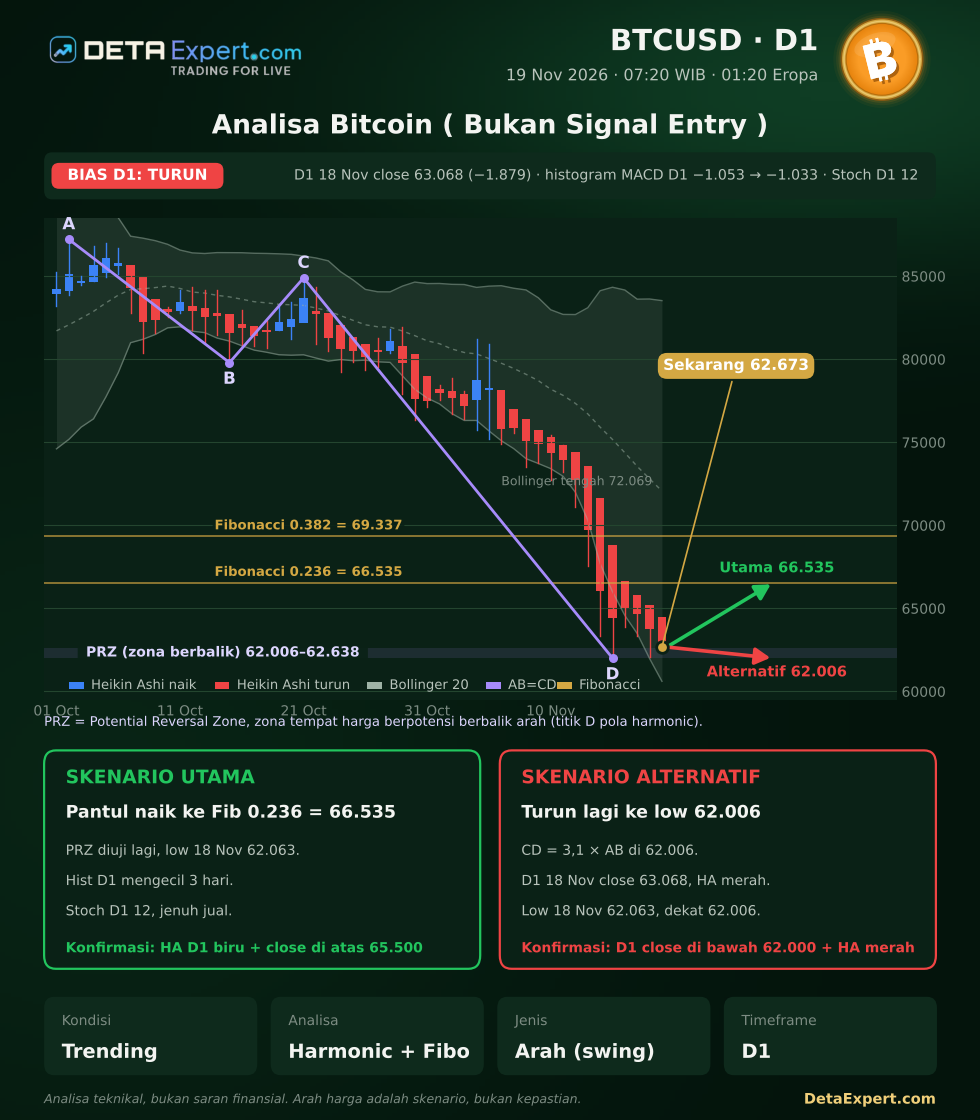 DETA Expert.com
TRADING FOR LIVE
BTCUSD · D1
19 Nov 2026 · 07:20 WIB · 01:20 Eropa
Analisa Bitcoin ( Bukan Signal Entry )
BIAS D1: TURUN
D1 18 Nov close 63.068 (−1.879) · histogram MACD D1 −1.053 → −1.033 · Stoch D1 12
A
C
B
85000
80000
Sekarang 62.673
75000
Bollinger tengah 72.069
70000
Fibonacci 0.382 = 69.337
Fibonacci 0.236 = 66.535
Utama 66.535
65000
PRZ (zona berbalik) 62.006–62.638
D
Alternatif 62.006
Heikin Ashi naik
Heikin Ashi turun
Bollinger 20
AB=CD
Fibonacci
60000
01 Oct
11 Oct
21 Oct
31 Oct
10 Nov
PRZ = Potential Reversal Zone, zona tempat harga berpotensi berbalik arah (titik D pola harmonic).
SKENARIO UTAMA
Pantul naik ke Fib 0.236 = 66.535
PRZ diuji lagi, low 18 Nov 62.063.
Hist D1 mengecil 3 hari.
Stoch D1 12, jenuh jual.
Konfirmasi: HA D1 biru + close di atas 65.500
SKENARIO ALTERNATIF
Turun lagi ke low 62.006
CD = 3,1 × AB di 62.006.
D1 18 Nov close 63.068, HA merah.
Low 18 Nov 62.063, dekat 62.006.
Konfirmasi: D1 close di bawah 62.000 + HA merah
Kondisi
Trending
Analisa
Harmonic + Fibo
Jenis
Arah (swing)
Timeframe
D1
Analisa teknikal, bukan saran finansial. Arah harga adalah skenario, bukan kepastian.
DetaExpert.com